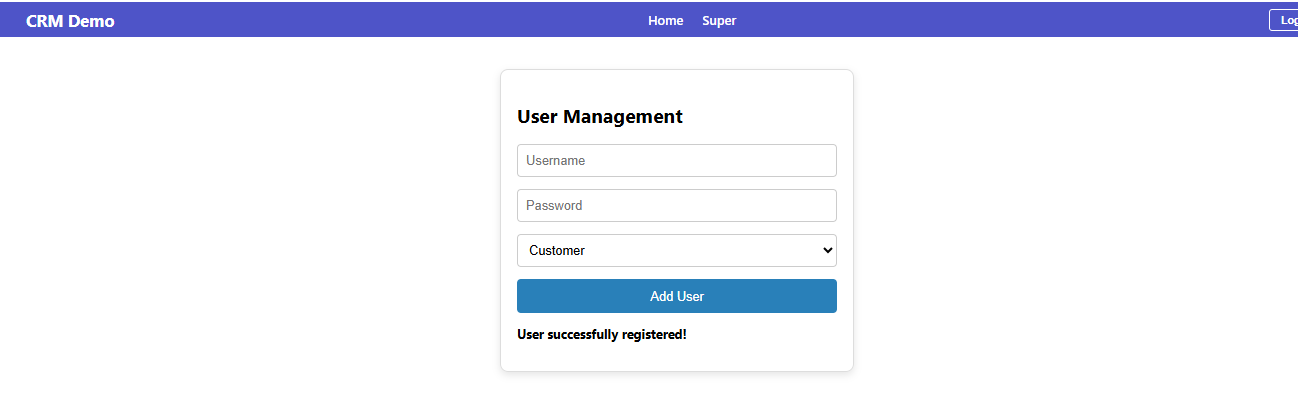 CRM Demo Home Super Log
User Management
Username
Password
Customer
Add User
User successfully registered!